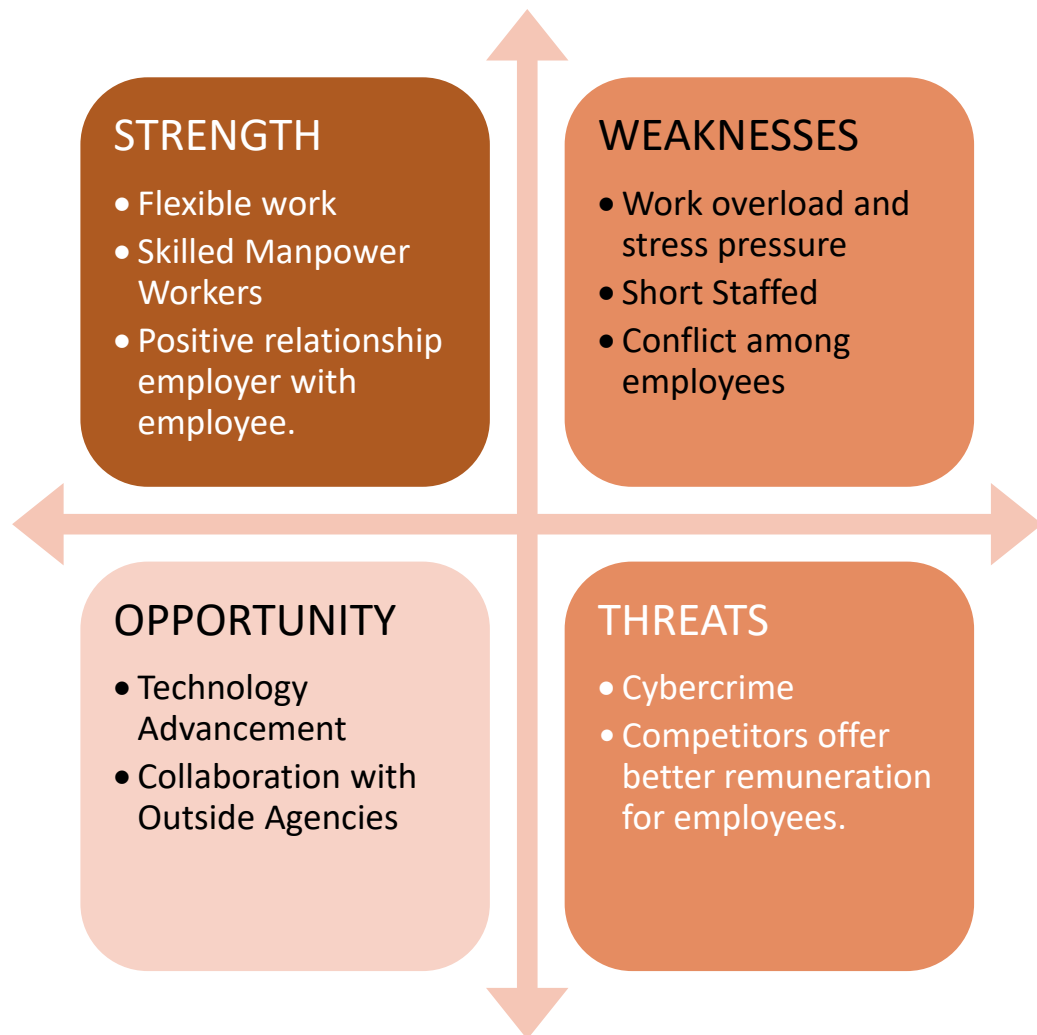 STRENGTH
• Flexible work
• Skilled Manpower
Workers
• Positive relationship
employer with
employee.
WEAKNESSES
• Work overload and
stress pressure
• Short Staffed
• Conflict among
employees
OPPORTUNITY
• Technology
Advancement
• Collaboration with
Outside Agencies
THREATS
• Cybercrime
• Competitors offer
better remuneration
for employees.